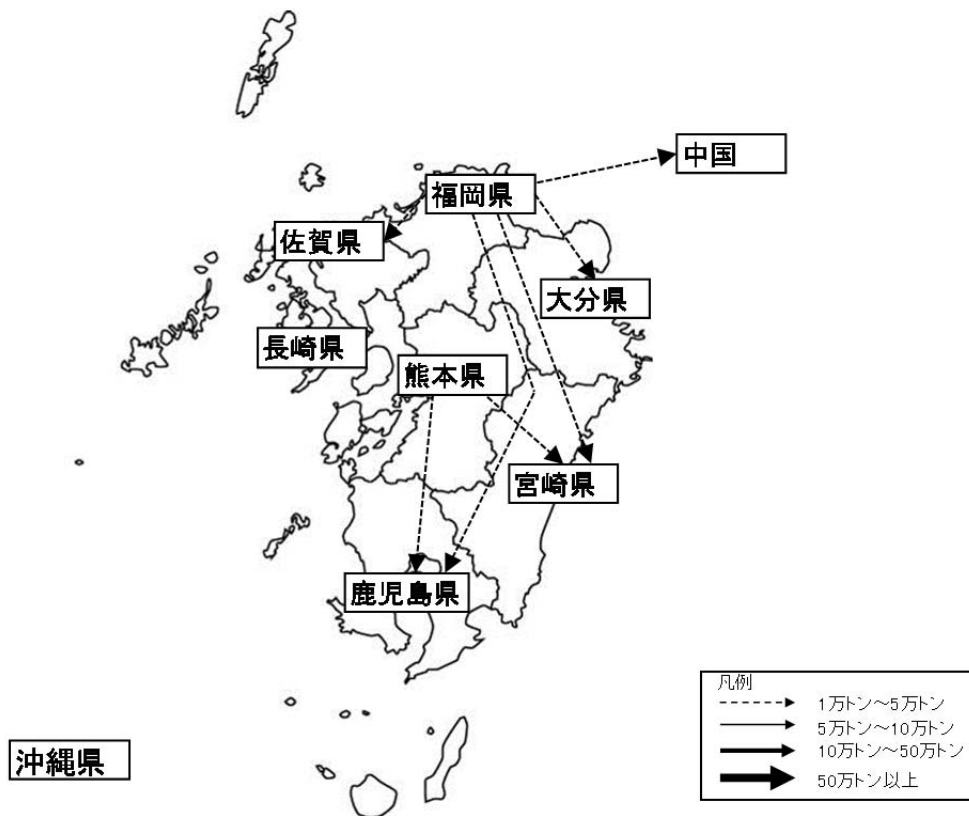 中国
福岡県
佐賀県
大分県
長崎県
熊本県
宮崎県
鹿児島県
沖縄県
凡例
1万トン～5万トン
5万トン～10万トン
10万トン～50万トン
50万トン以上